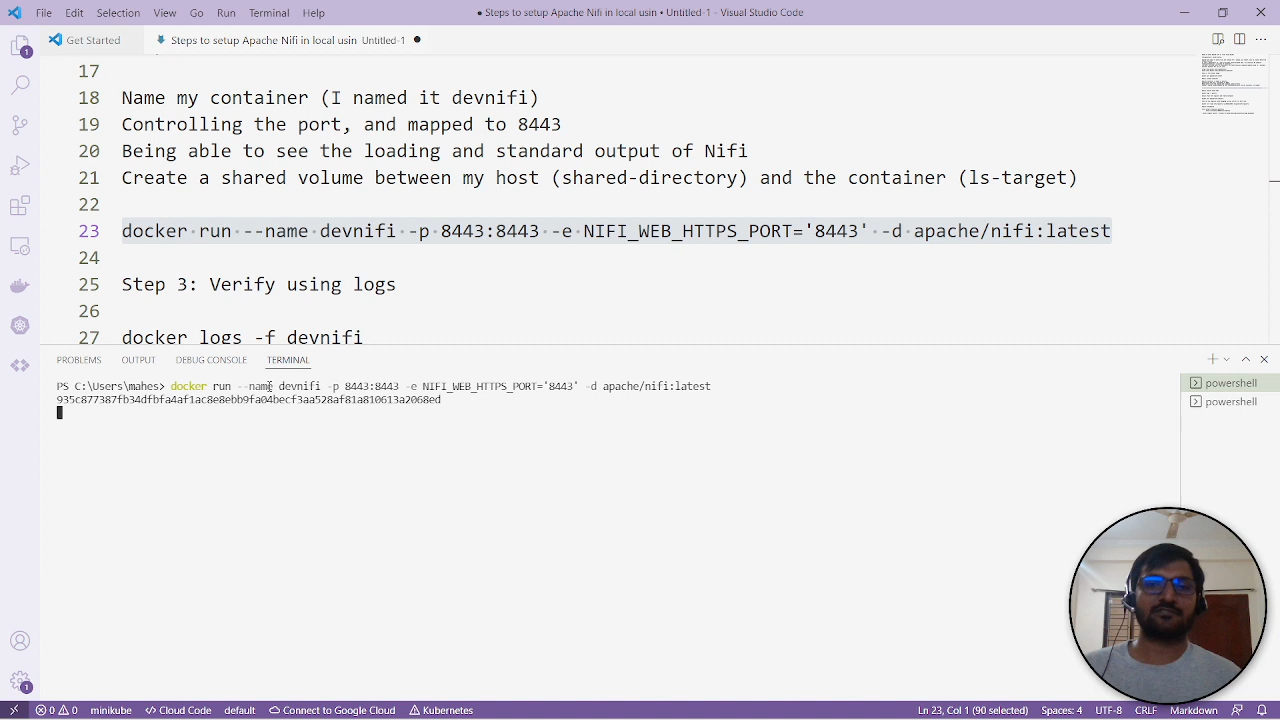 File Edit Selection View Go Run Terminal Help
● Steps to setup Apache Nifi in local usin • Untitled-1 - Visual Studio Code
Get Started
Steps to setup Apache Nifi in local usin Untitled-1 ●
17
18 Name my container (I named it devnifi )
19 Controlling the port, and mapped to 8443
20 Being able to see the loading and standard output of Nifi
21 Create a shared volume between my host (shared-directory) and the container (ls-target)
22
23 docker run --name devnifi -p 8443:8443 -e NIFI_WEB_HTTPS_PORT='8443' -d apache/nifi:latest
24
25 Step 3: Verify using logs
26
27 docker logs -f devnifi
PROBLEMS OUTPUT DEBUG CONSOLE TERMINAL
PS C:\Users\mahes> docker run --name devnifi -p 8443:8443 -e NIFI_WEB_HTTPS_PORT='8443' -d apache/nifi:latest
935c877387fb34dfbfa4af1ac8e8ebb9fa04becf3aa528af81a810613a2068ed
powershell
powershell
1
1
0 0 minikube Cloud Code default Connect to Google Cloud Kubernetes
Ln 23, Col 1 (90 selected) Spaces: 4 UTF-8 CRLF Markdown